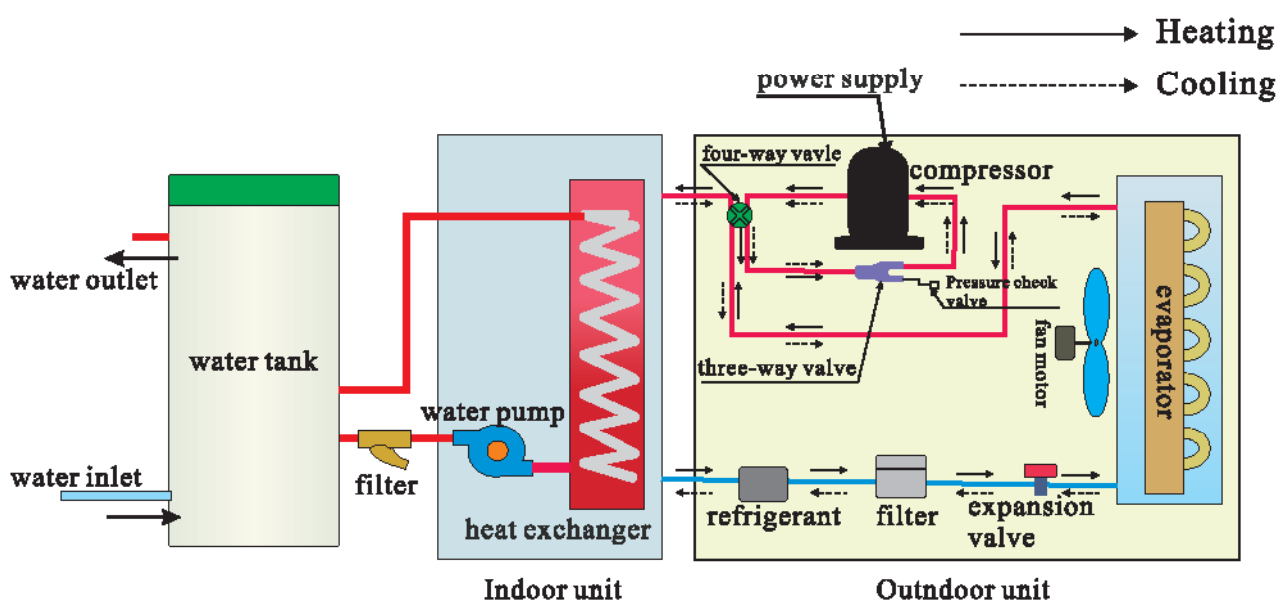 Heating
Cooling
power supply
four-way vavle
compressor
water outlet
Pressure check
valve
water tank
fan motor
evaporator
three-way valve
water pump
water inlet
filter
heat exchanger
refrigerant
filter
expansion
valve
Indoor unit
Outndoor unit